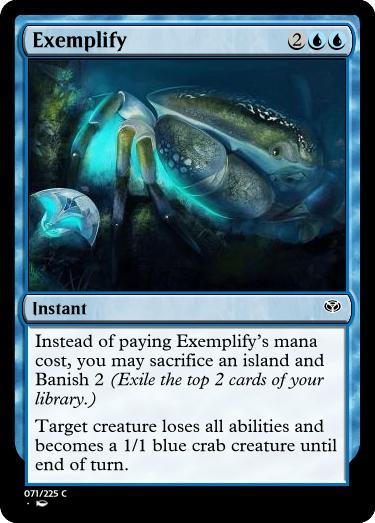 Exemplify 2
Instant
Instead of paying Exemplify's mana
cost, you may sacrifice an island and
Banish 2 (Exile the top 2 cards of your
library.)
Target creature loses all abilities and
becomes a 1/1 blue crab creature until
end of turn.
071/225 C